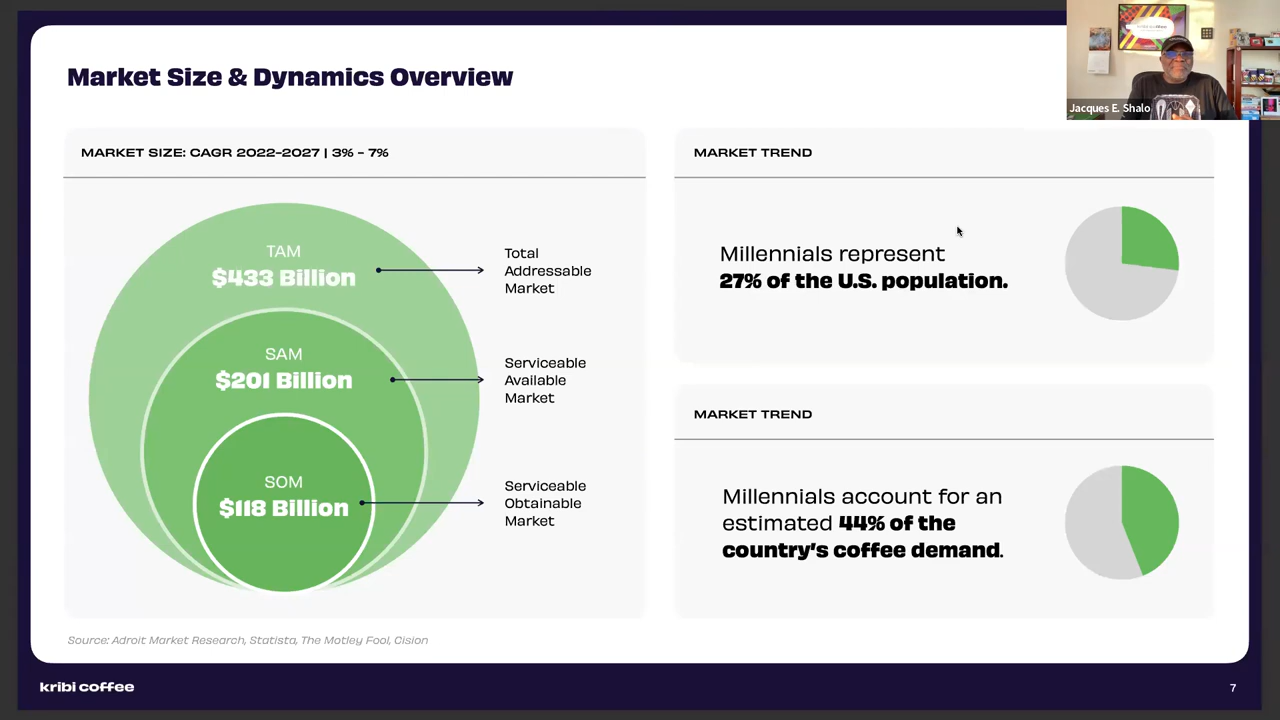 Market Size & Dynamics Overview
MARKET SIZE: CAGR 2022-2027 | 3% - 7%
TAM
$433 Billion
Total
Addressable
Market
SAM
$201 Billion
Serviceable
Available
Market
SOM
$118 Billion
Serviceable
Obtainable
Market
MARKET TREND
Millennials represent
27% of the U.S. population.
MARKET TREND
Millennials account for an
estimated 44% of the
country's coffee demand.
Source: Adroit Market Research, Statista, The Motley Fool, Cision
kribi coffee
7
Jacques E. Shalo